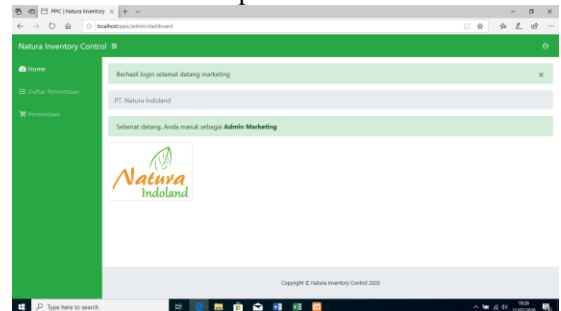 PPIC | Natura Inventory
localhost/ppic/admin/dashboard
Natura Inventory Control
Home
Berhasil login selamat datang marketing
Daftar Permintaan
PT. Natura Indoland
Permintaan
Selamat datang, Anda masuk sebagai Admin Marketing
Natura
Indoland
Copyright © Natura Inventory Control 2020
Type here to search